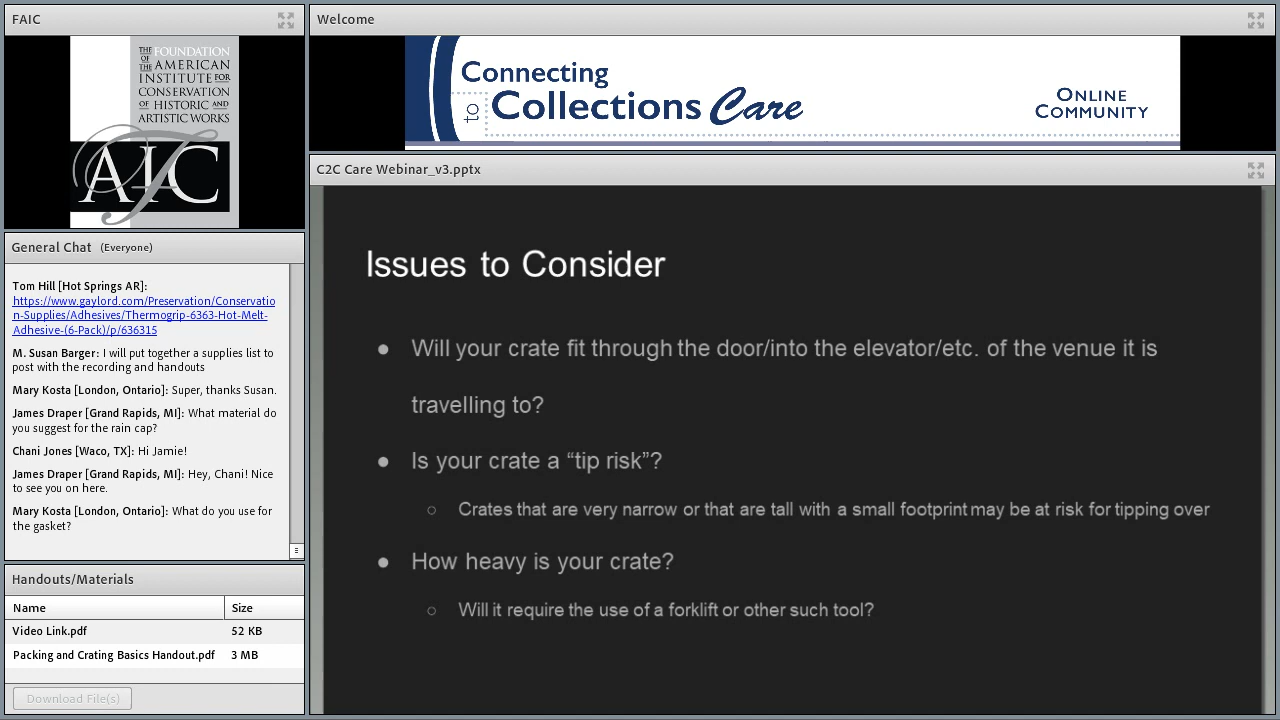 FAIC
THE FOUNDATION
OF THE AMERICAN
INSTITUTE FOR
CONSERVATION
OF HISTORIC AND
ARTISTIC WORKS
AIC
General Chat (Everyone)
Tom Hill [Hot Springs AR]:
https://www.gaylord.com/Preservation/Conservatio
n-Supplies/Adhesives/Thermogrip-6363-Hot-Melt-
Adhesive-(6-Pack)/p/636315
M. Susan Barger: I will put together a supplies list to
post with the recording and handouts
Mary Kosta [London, Ontario]: Super, thanks Susan.
James Draper [Grand Rapids, MI]: What material do
you suggest for the rain cap?
Chani Jones [Waco, TX]: Hi Jamie!
James Draper [Grand Rapids, MI]: Hey, Chani! Nice
to see you on here.
Mary Kosta [London, Ontario]: What do you use for
the gasket?
Handouts/Materials
Name Size
Video Link.pdf 52 KB
Packing and Crating Basics Handout.pdf 3 MB
Download File(s)
Welcome
Connecting
to Collections Care
ONLINE
COMMUNITY
C2C Care Webinar_v3.pptx
Issues to Consider
● Will your crate fit through the door/into the elevator/etc. of the venue it is
travelling to?
● Is your crate a “tip risk”?
○ Crates that are very narrow or that are tall with a small footprint may be at risk for tipping over
● How heavy is your crate?
○ Will it require the use of a forklift or other such tool?